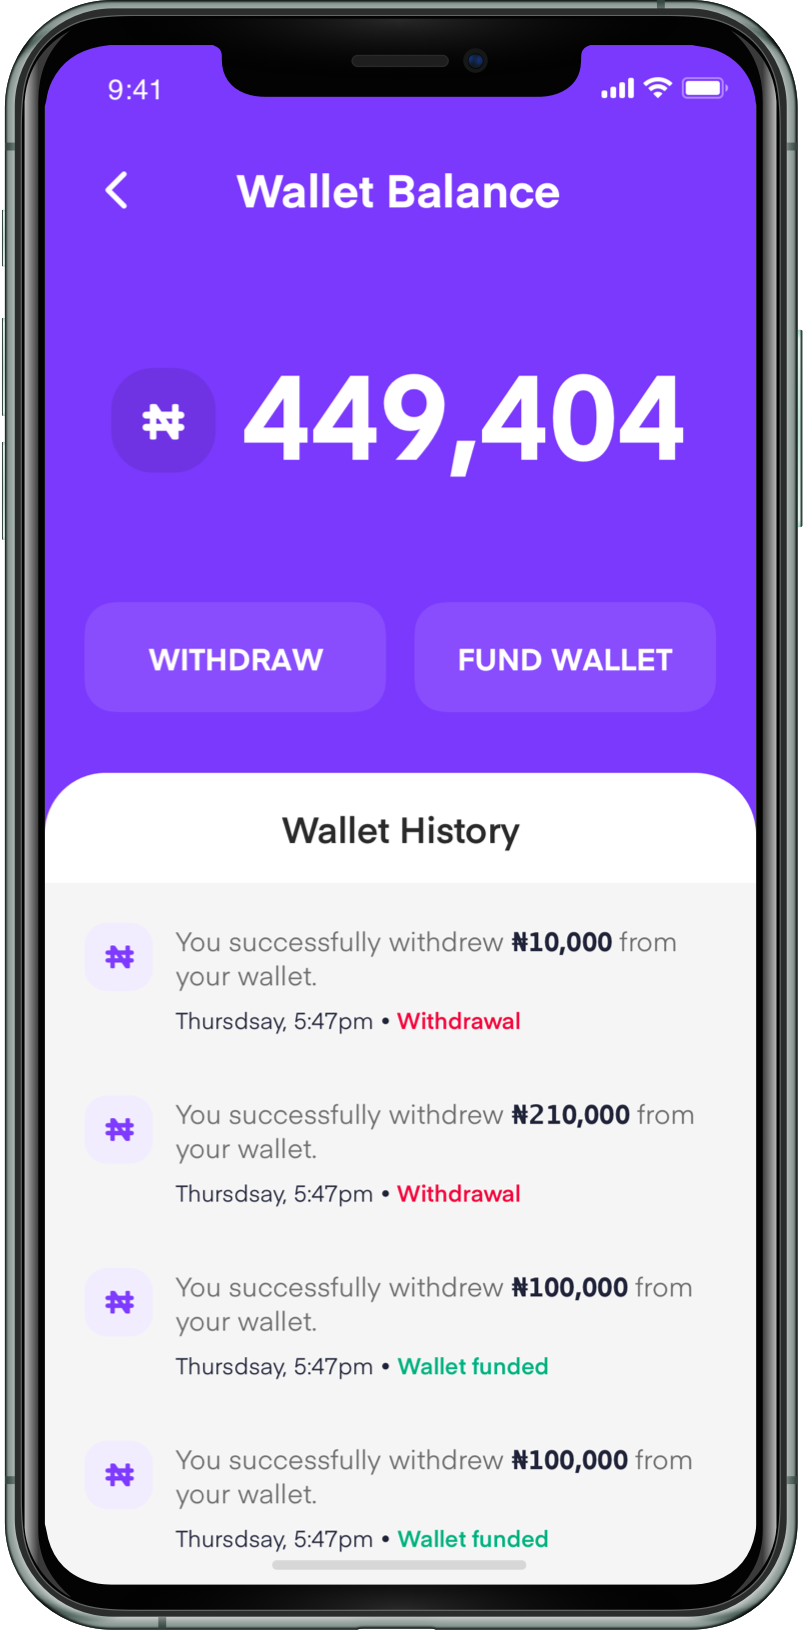 9:41
Wallet Balance
₦ 449,404
WITHDRAW FUND WALLET
Wallet History
₦
You successfully withdrew ₦10,000 from
your wallet.
Thursdsay, 5:47pm • Withdrawal
₦
You successfully withdrew ₦210,000 from
your wallet.
Thursdsay, 5:47pm • Withdrawal
₦
You successfully withdrew ₦100,000 from
your wallet.
Thursdsay, 5:47pm • Wallet funded
₦
You successfully withdrew ₦100,000 from
your wallet.
Thursdsay, 5:47pm • Wallet funded